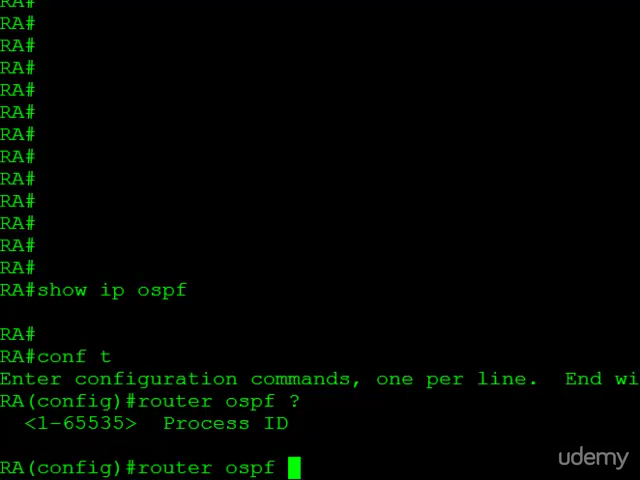 RA#
RA#
RA#
RA#
RA#
RA#
RA#
RA#
RA#
RA#
RA#
RA#
RA#
RA#show ip ospf
RA#
RA#conf t
Enter configuration commands, one per line.  End wi
RA(config)#router ospf ?
  <1-65535>  Process ID
RA(config)#router ospf
udemy